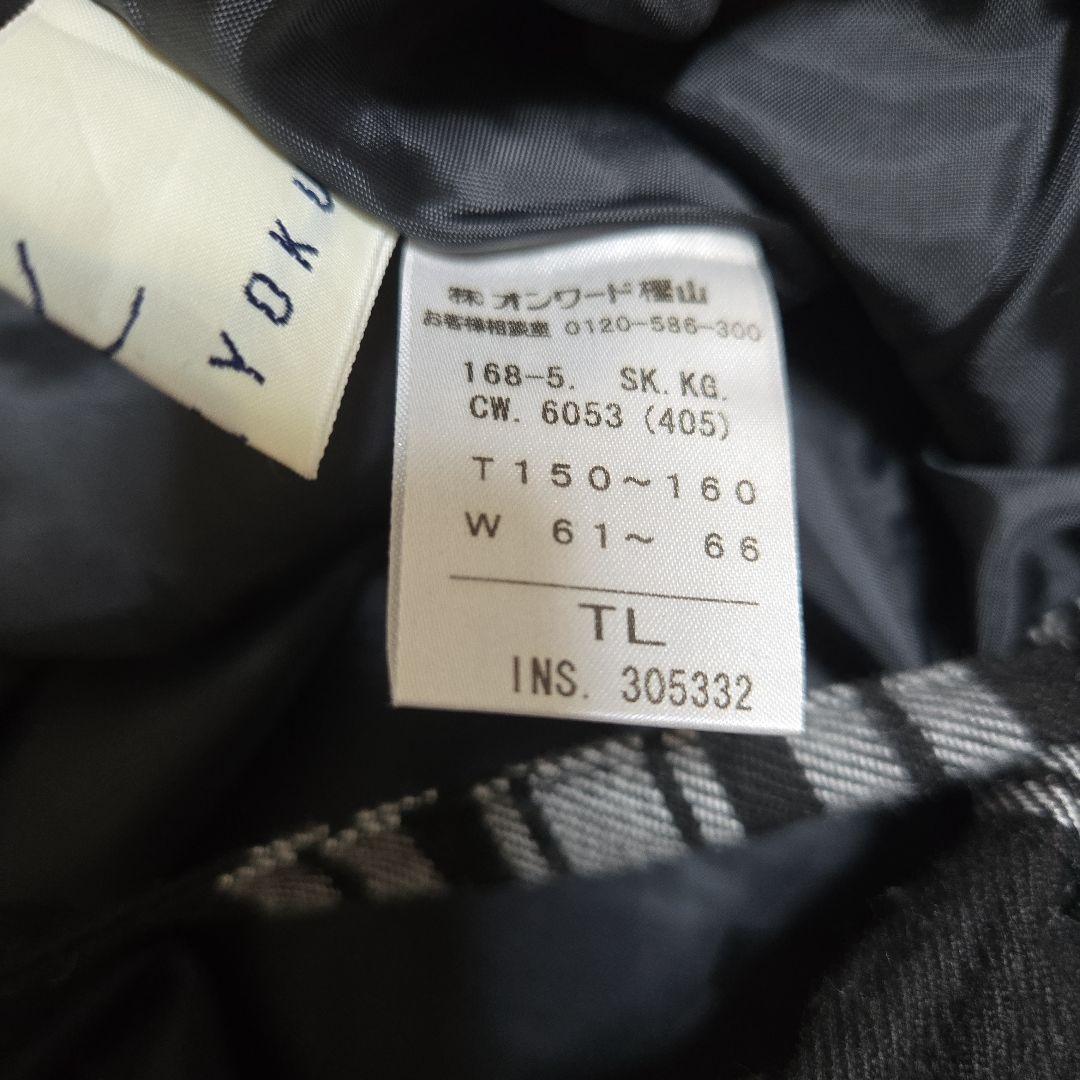 YOKU
㈱オンワード樫山
お客様相談室 0120-586-300
168-5. SK.KG.
CW. 6053 (405)
T150～160
W 61～ 66
TL
INS. 305332